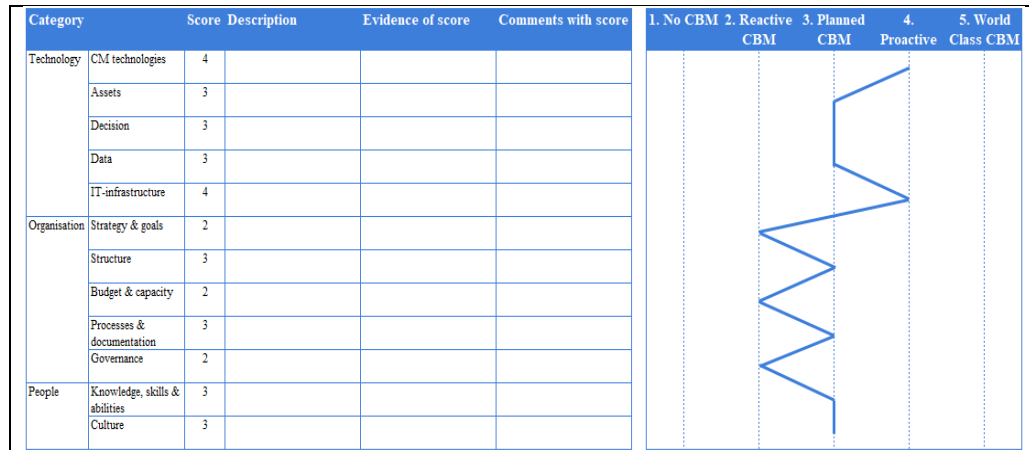 Category Score Description Evidence of score Comments with score
Technology CM technologies 4
Assets 3
Decision 3
Data 3
IT-infrastructure 4
Organisation Strategy & goals 2
Structure 3
Budget & capacity 2
Processes & 3
documentation
Governance 2
People Knowledge, skills & 3
abilities
Culture 3
1. No CBM 2. Reactive 3. Planned 4. 5. World
CBM CBM Proactive Class CBM